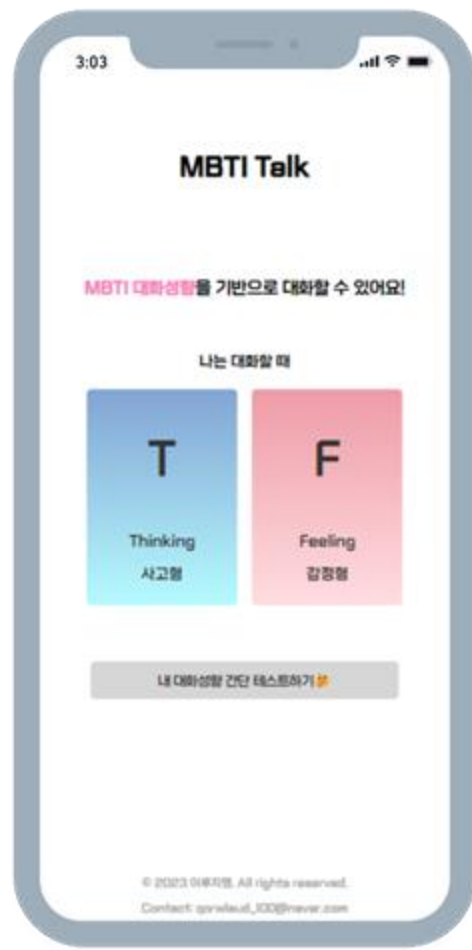 3:03
MBTI Talk
MBTI 대화성향을 기반으로 대화할 수 있어요!
나는 대화할 때
T
F
Thinking
Feeling
사고형
감정형
내 대화성향 간단 테스트하기
© 2023 All rights reserved.
Contact: